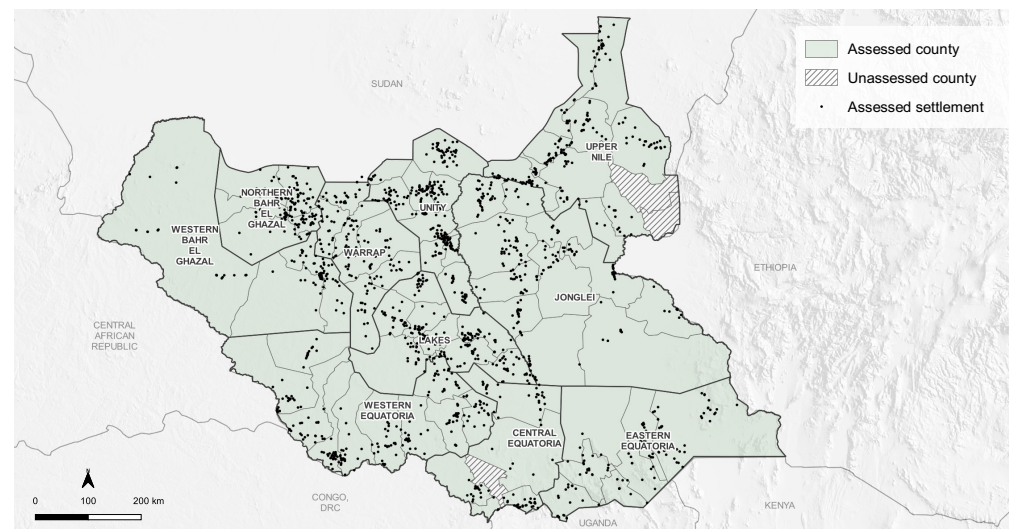 Assessed county
Unassessed county
Assessed settlement
SUDAN
UPPER
NILE
NORTHERN
BAHR
EL
GHAZAL
UNITY
WESTERN
BAHR
EL
GHAZAL
WARRAP
ETHIOPIA
JONGLEI
CENTRAL
AFRICAN
REPUBLIC
LAKES
WESTERN
EQUATORIA
CENTRAL
EQUATORIA
EASTERN
EQUATORIA
N
0 100 200 km
CONGO,
DRC
UGANDA
KENYA